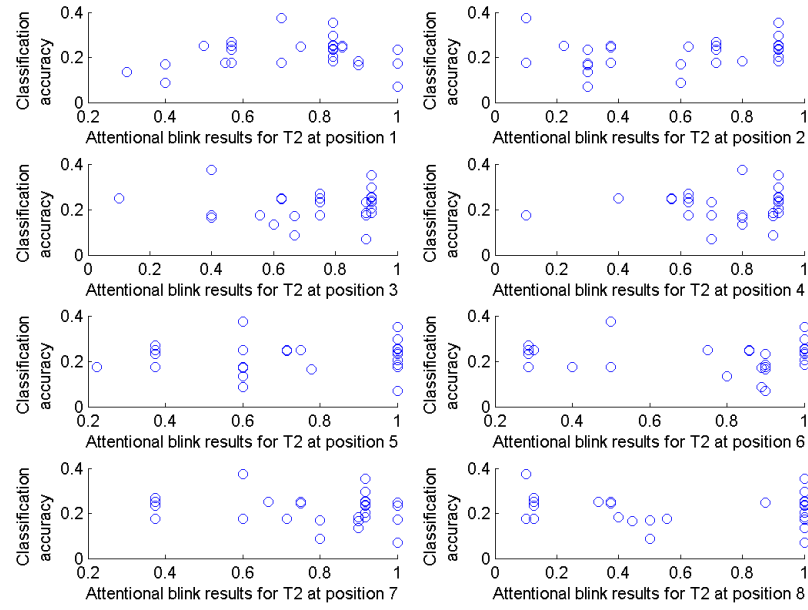 0.4
0.2
0
Classification
accuracy
0.2 0.4 0.6 0.8 1
Attentional blink results for T2 at position 1
0.4
0.2
0
Classification
accuracy
0 0.2 0.4 0.6 0.8 1
Attentional blink results for T2 at position 2
0.4
0.2
0
Classification
accuracy
0 0.2 0.4 0.6 0.8 1
Attentional blink results for T2 at position 3
0.4
0.2
0
Classification
accuracy
0 0.2 0.4 0.6 0.8 1
Attentional blink results for T2 at position 4
0.4
0.2
0
Classification
accuracy
0.2 0.4 0.6 0.8 1
Attentional blink results for T2 at position 5
0.4
0.2
0
Classification
accuracy
0.2 0.4 0.6 0.8 1
Attentional blink results for T2 at position 6
0.4
0.2
0
Classification
accuracy
0.2 0.4 0.6 0.8 1
Attentional blink results for T2 at position 7
0.4
0.2
0
Classification
accuracy
0 0.2 0.4 0.6 0.8 1
Attentional blink results for T2 at position 8